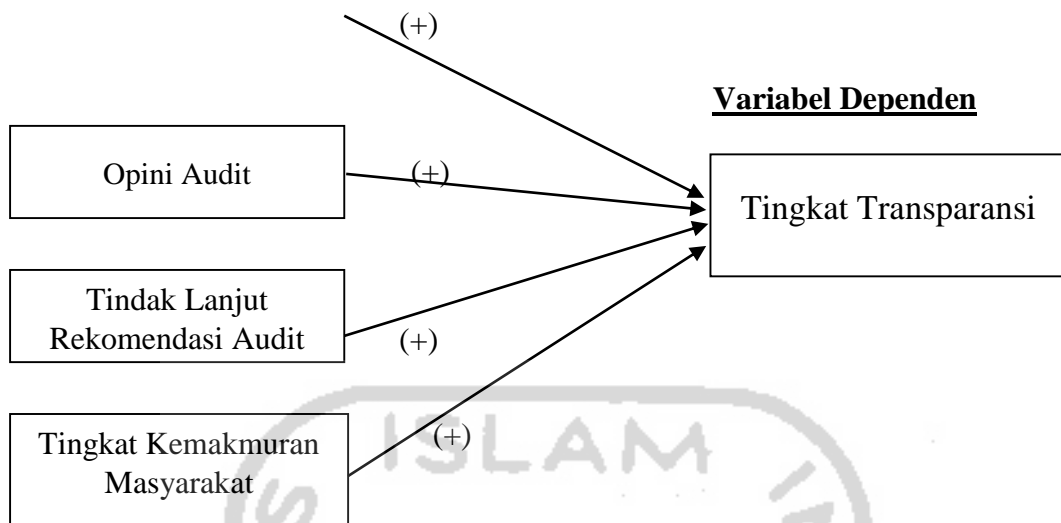 (+)
Variabel Dependen
Opini Audit
(+)
Tingkat Transparansi
Tindak Lanjut
Rekomendasi Audit
(+)
Tingkat Kemakmuran
Masyarakat
(+)
ISLAM